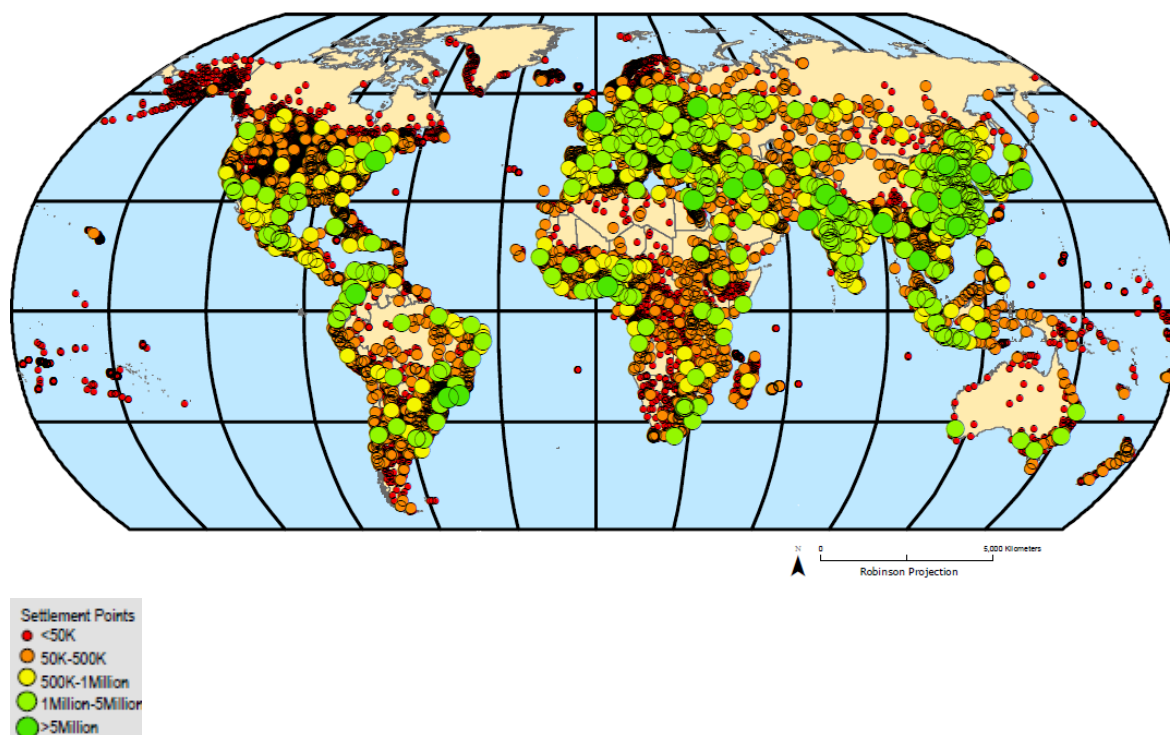 N
0 5,000 Kilometers
Robinson Projection
Settlement Points
<50K
50K-500K
500K-1Million
1Million-5Million
>5Million